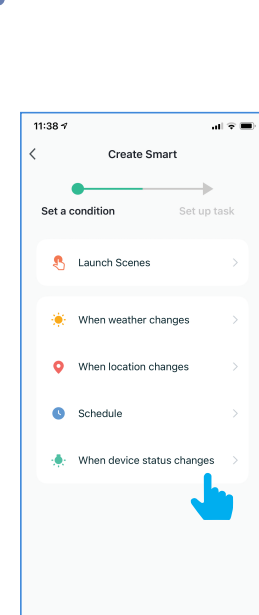 11:38
Create Smart
Set a condition Set up task
Launch Scenes
When weather changes
When location changes
Schedule
When device status changes